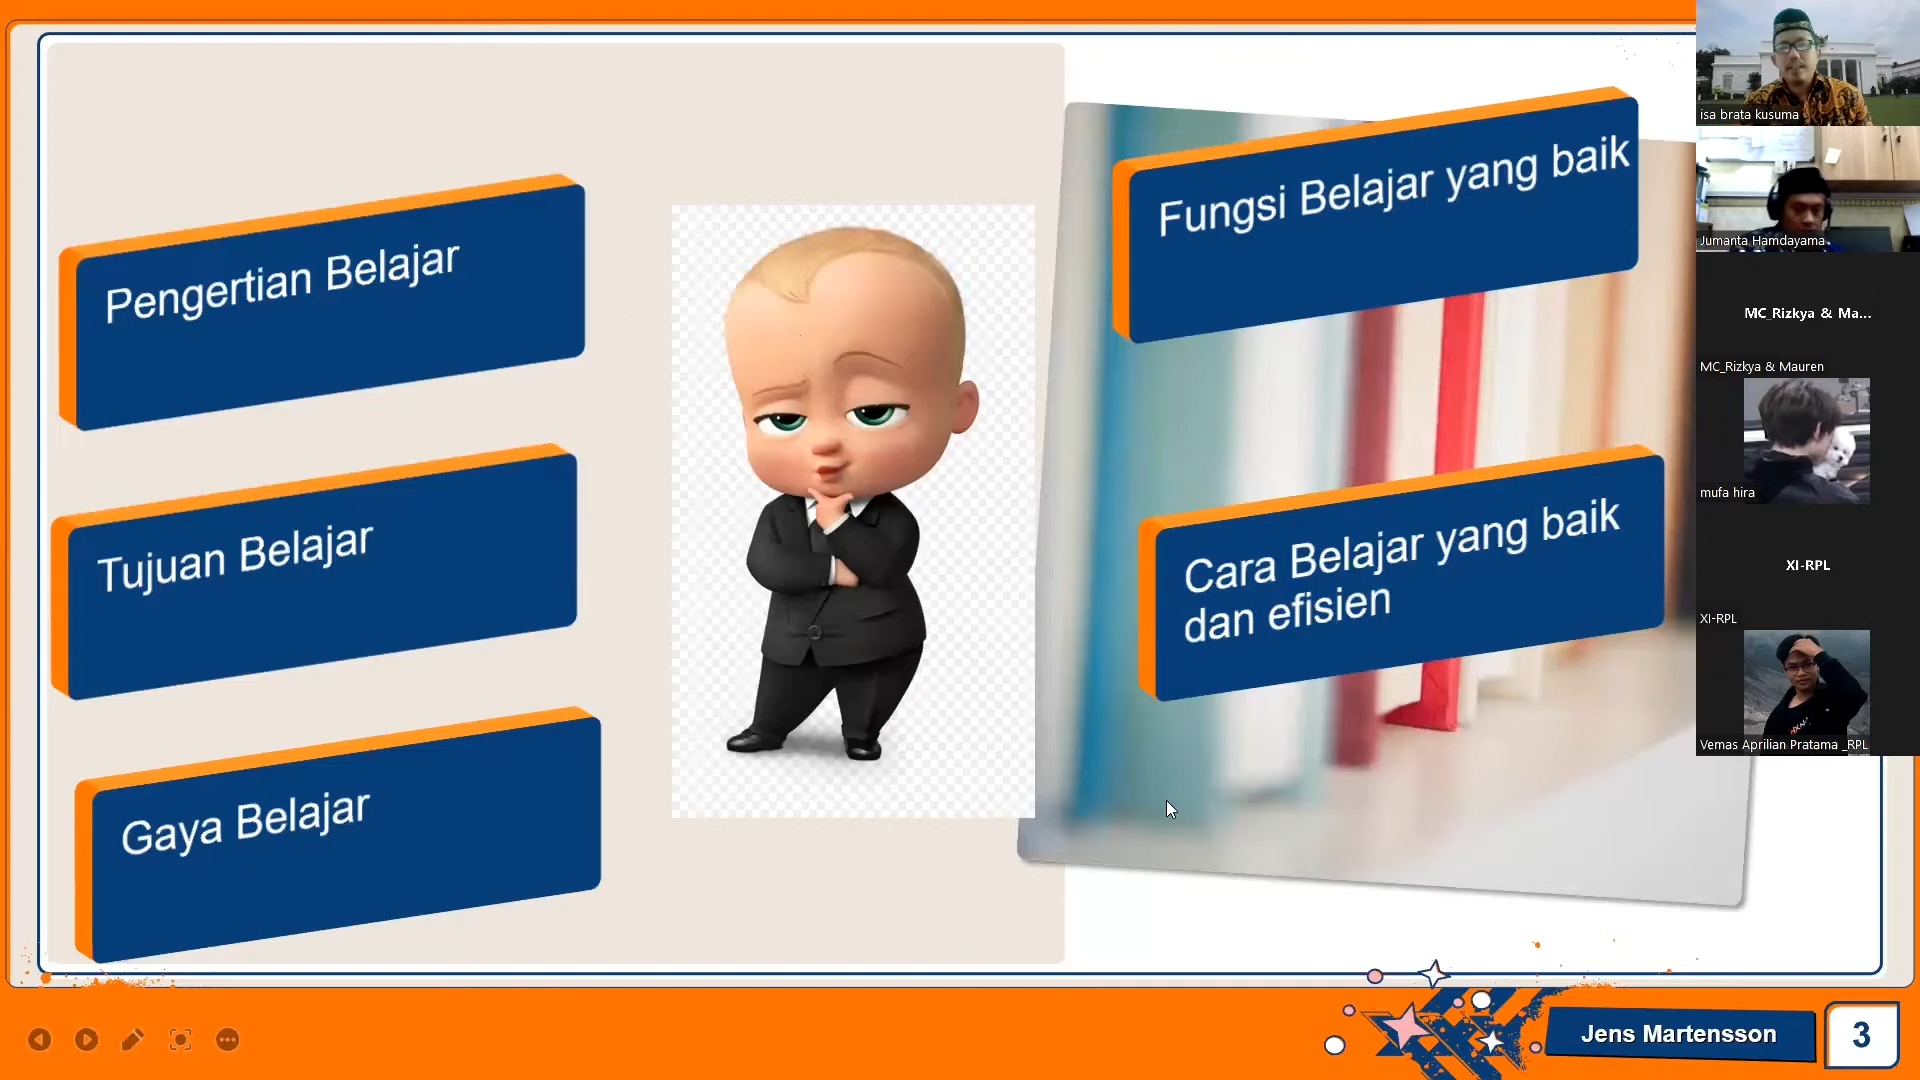 Pengertian Belajar
Tujuan Belajar
Gaya Belajar
Fungsi Belajar yang baik
Cara Belajar yang baik
dan efisien
isa brata kusuma
Jumanta Hamdayama
MC_Rizkya & Ma...
MC_Rizkya & Mauren
mufa hira
XI-RPL
XI-RPL
Vemas Aprilian Pratama _RPL
Jens Martensson
3